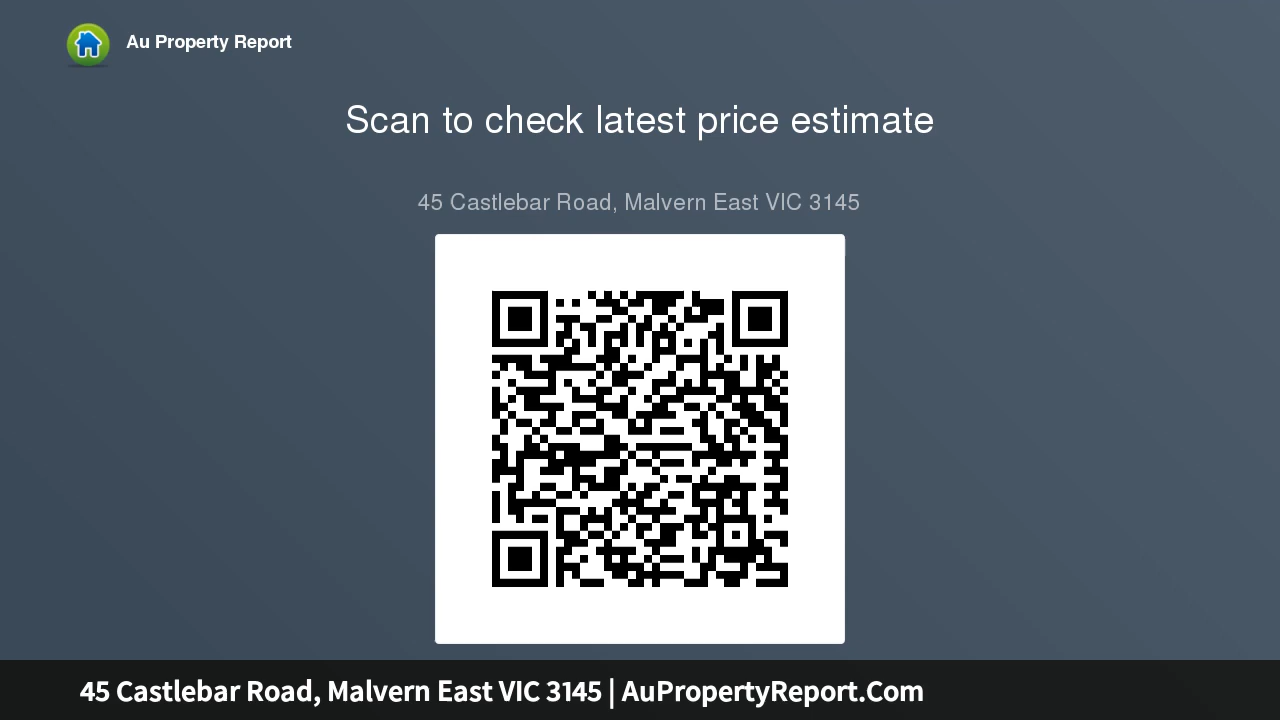 Au Property Report
Scan to check latest price estimate
45 Castlebar Road, Malvern East VIC 3145
45 Castlebar Road, Malvern East VIC 3145 | AuPropertyReport.Com